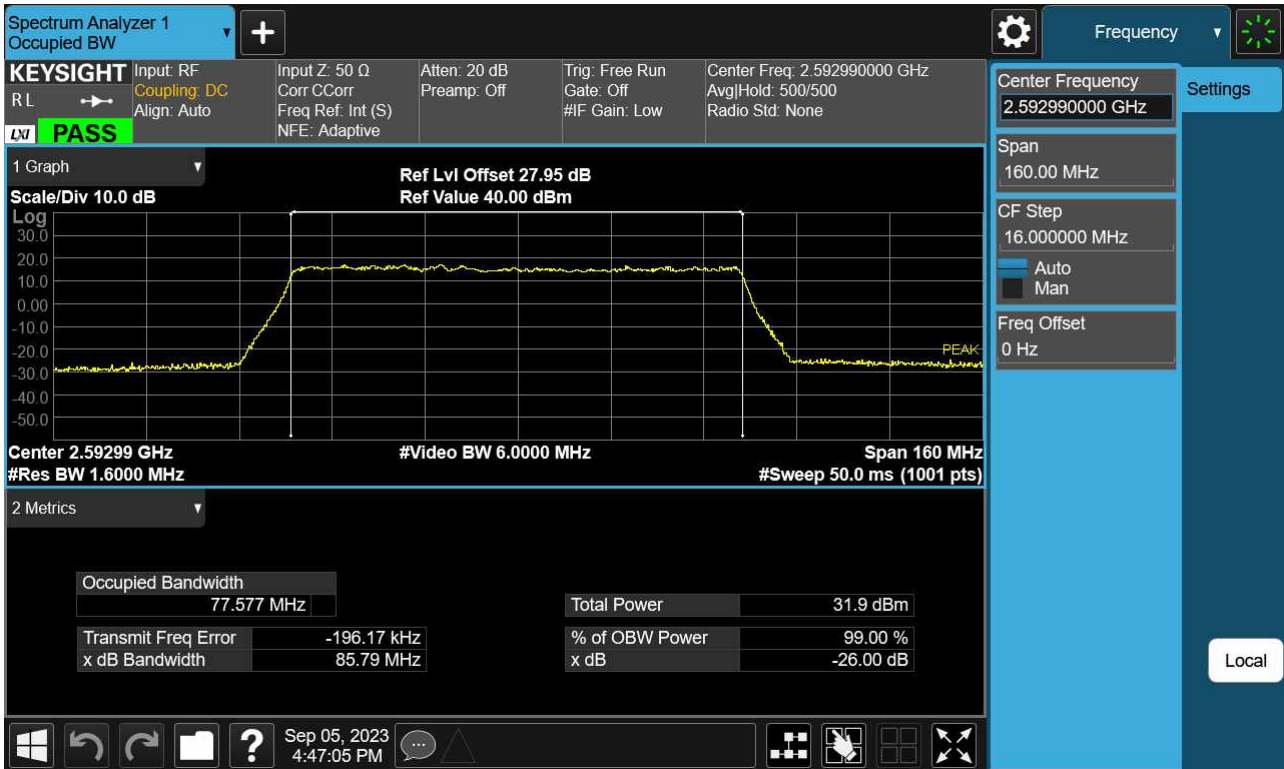 Spectrum Analyzer 1
Occupied BW
+
Frequency
KEYSIGHT
R L
LXI
PASS
Input: RF
Coupling: DC
Align: Auto
Input Z: 50 Ω
Corr CCorr
Freq Ref: Int (S)
NFE: Adaptive
Atten: 20 dB
Preamp: Off
Trig: Free Run
Gate: Off
#IF Gain: Low
Center Freq: 2.592990000 GHz
Avg|Hold: 500/500
Radio Std: None
Center Frequency
2.592990000 GHz
Settings
Span
160.00 MHz
CF Step
16.000000 MHz
Auto
Man
Freq Offset
0 Hz
Local
1 Graph
Scale/Div 10.0 dB
Ref Lvl Offset 27.95 dB
Ref Value 40.00 dBm
Log
30.0
20.0
10.0
0.00
-10.0
-20.0
-30.0
-40.0
-50.0
PEAK
Center 2.59299 GHz
#Video BW 6.0000 MHz
Span 160 MHz
#Res BW 1.6000 MHz
#Sweep 50.0 ms (1001 pts)
2 Metrics
Occupied Bandwidth
77.577 MHz
Total Power 31.9 dBm
Transmit Freq Error -196.17 kHz
% of OBW Power 99.00 %
x dB Bandwidth 85.79 MHz
x dB -26.00 dB
?
Sep 05, 2023
4:47:05 PM